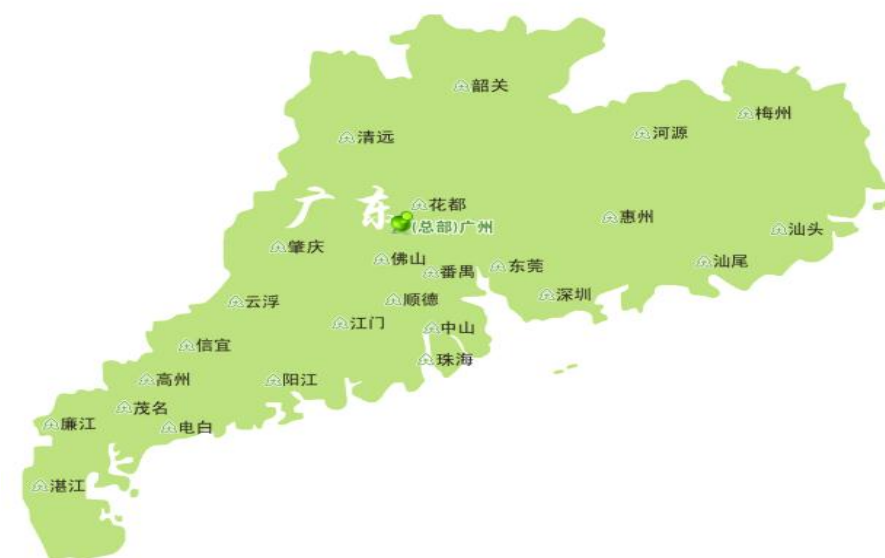 韶关
梅州
河源
清远
广东
花都
惠州
(总部)广州
汕头
肇庆
佛山
番禺
东莞
汕尾
深圳
云浮
顺德
江门
中山
信宜
珠海
高州
阳江
茂名
廉江
电白
湛江